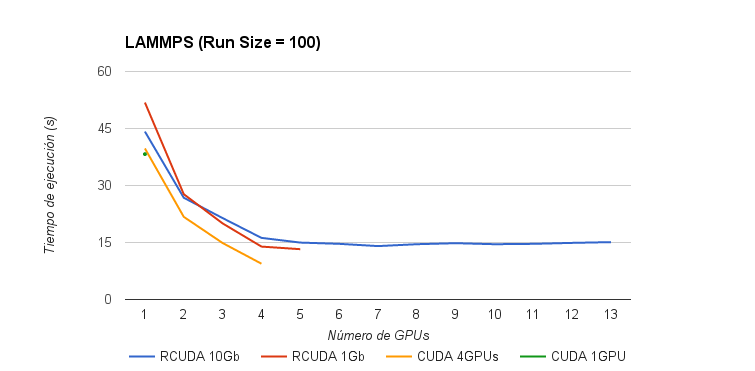 LAMMPS (Run Size = 100)
60
45
30
15
0
Tiempo de ejecución (s)
1 2 3 4 5 6 7 8 9 10 11 12 13
Número de GPUs
RCUDA 10Gb RCUDA 1Gb CUDA 4GPUs CUDA 1GPU